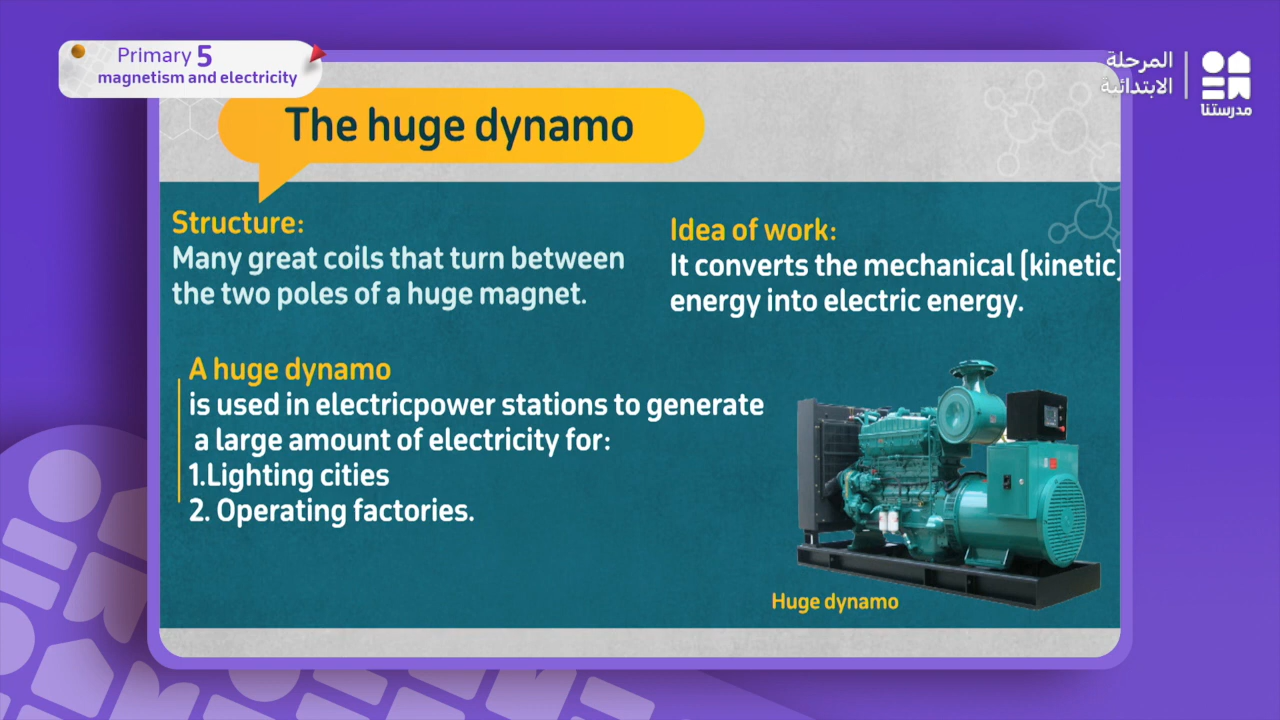 Primary 5
magnetism and electricity
المرحلة
الابتدائية
مدرستنا
The huge dynamo
Structure:
Many great coils that turn between
the two poles of a huge magnet.
Idea of work:
It converts the mechanical (kinetic)
energy into electric energy.
A huge dynamo
is used in electricpower stations to generate
a large amount of electricity for:
1.Lighting cities
2. Operating factories.
Huge dynamo